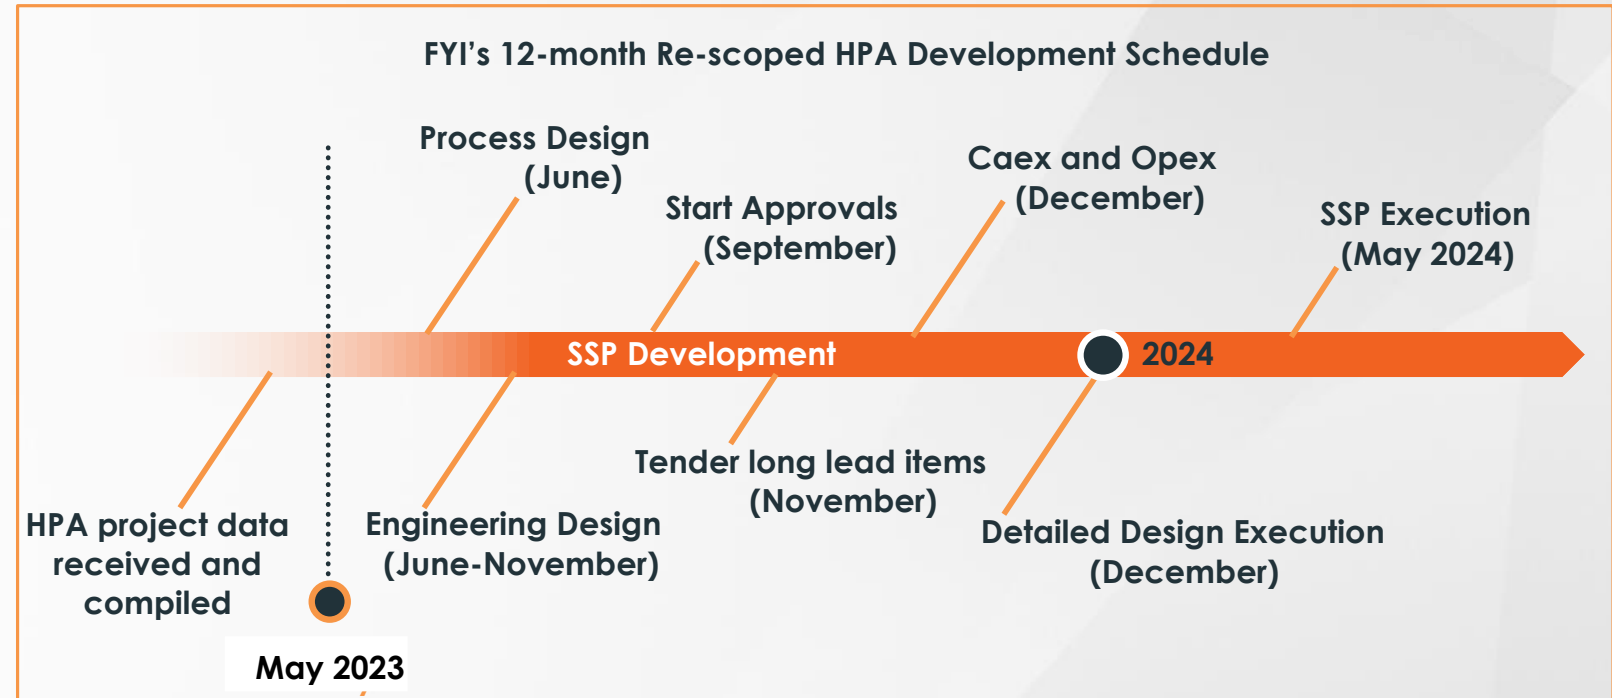 FYI’s 12-month Re-scoped HPA Development Schedule
Process Design
(June)
Start Approvals
(September)
Caex and Opex
(December)
SSP Execution
(May 2024)
SSP Development
2024
HPA project data
received and
compiled
Engineering Design
(June-November)
Tender long lead items
(November)
Detailed Design Execution
(December)
May 2023